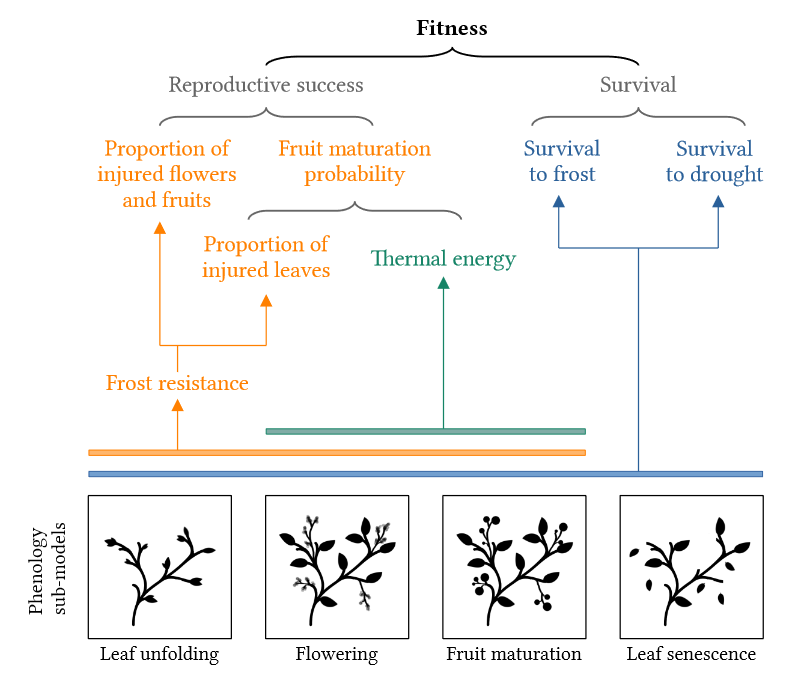 Fitness
Reproductive success
Survival
Proportion of
injured flowers
and fruits
Fruit maturation
probability
Survival
to frost
Survival
to drought
Proportion of
injured leaves
Thermal energy
Frost resistance
Phenology
sub-models
Leaf unfolding
Flowering
Fruit maturation
Leaf senescence